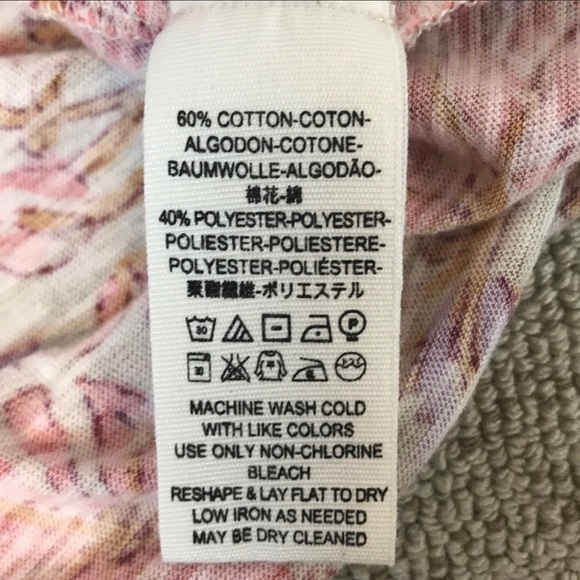 60% COTTON-COTON-
ALGODON-COTONE-
BAUMWOLLE-ALGODÃO-
棉花-綿
40% POLYESTER-POLYESTER-
POLIESTER-POLIESTERE-
POLYESTER-POLIÉSTER-
聚酯纖維-ポリエステル
30 P
30
MACHINE WASH COLD
WITH LIKE COLORS
USE ONLY NON-CHLORINE
BLEACH
RESHAPE & LAY FLAT TO DRY
LOW IRON AS NEEDED
MAY BE DRY CLEANED